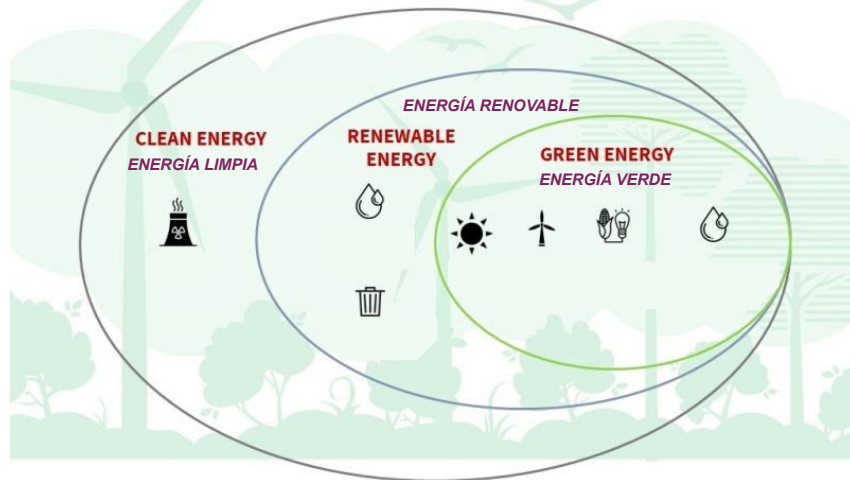 CLEAN ENERGY
ENERGÍA LIMPIA
ENERGÍA RENOVABLE
RENEWABLE
ENERGY
GREEN ENERGY
ENERGÍA VERDE